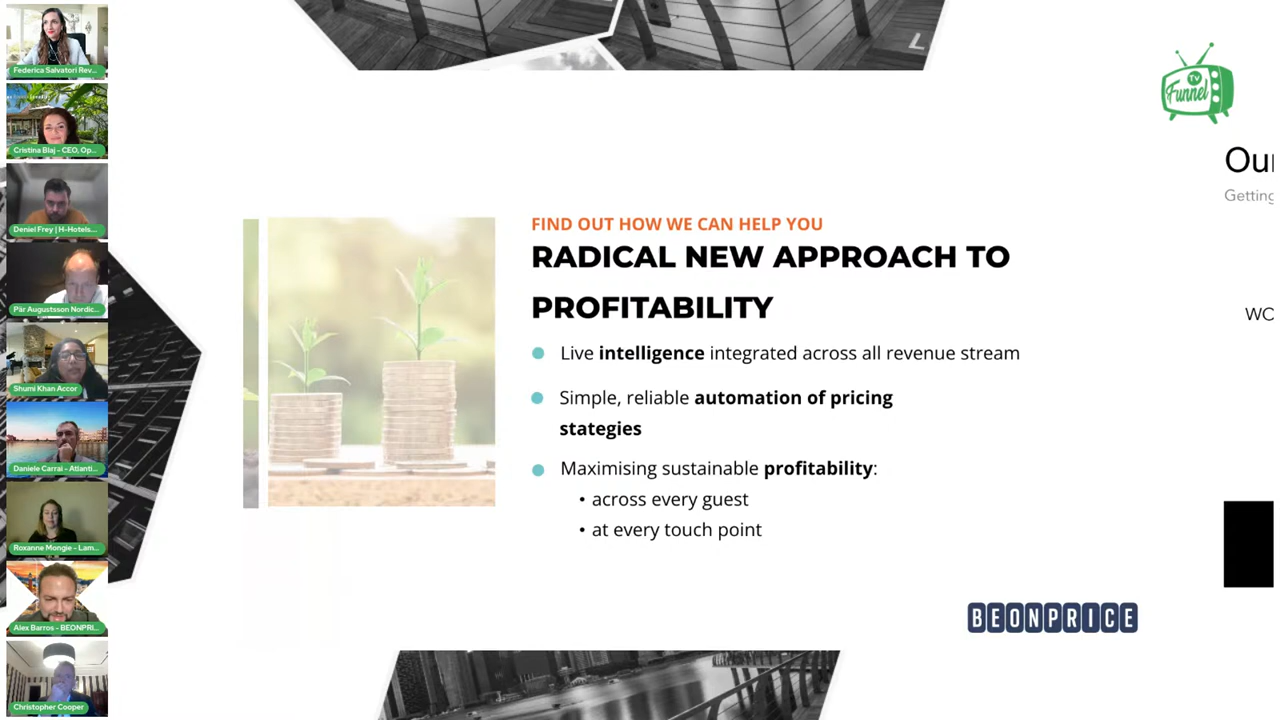 Federica Salvatori Rev...
Cristina Blaj - CEO, Op...
Deniel Frey | H-Hotels...
Pär Augustsson Nordic...
Shumi Khan Accor
Daniele Carrai - Atlanti...
Roxanne Mongie - Lam...
Alex Barros - BEONPRI...
Christopher Cooper
TV
Funnel
FIND OUT HOW WE CAN HELP YOU
RADICAL NEW APPROACH TO
PROFITABILITY
Live intelligence integrated across all revenue stream
Simple, reliable automation of pricing
stategies
Maximising sustainable profitability:
• across every guest
• at every touch point
BEONPRICE
Our
Getting
WO